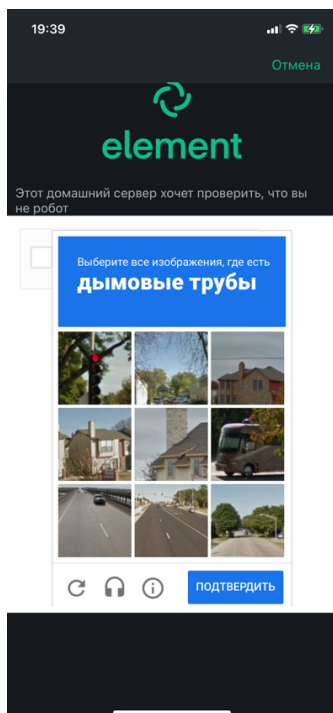 19:39
Отмена
element
Этот домашний сервер хочет проверить, что вы
не робот
Выберите все изображения, где есть
дымовые трубы
ПОДТВЕРДИТЬ